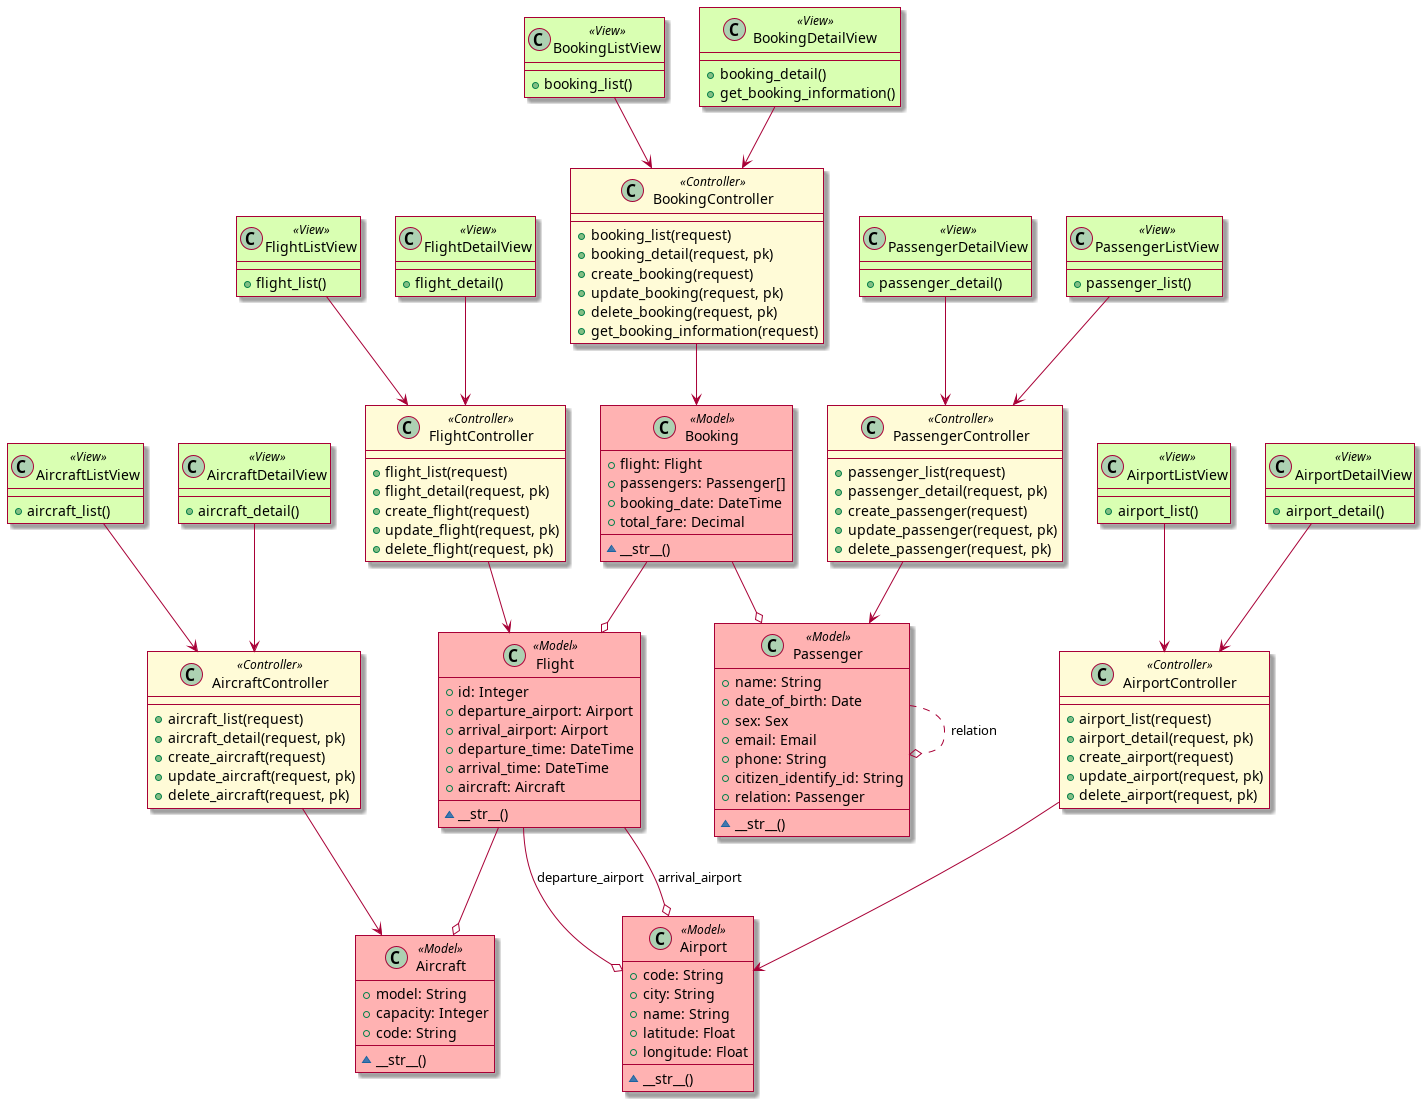 C
«View»
BookingListView
booking_list()
C
«View»
BookingDetailView
booking_detail()
get_booking_information()
C
«Controller»
BookingController
booking_list(request)
booking_detail(request, pk)
create_booking(request)
update_booking(request, pk)
delete_booking(request, pk)
get_booking_information(request)
C
«View»
FlightListView
flight_list()
C
«View»
FlightDetailView
flight_detail()
C
«View»
PassengerDetailView
passenger_detail()
C
«View»
PassengerListView
passenger_list()
C
«Controller»
FlightController
flight_list(request)
flight_detail(request, pk)
create_flight(request)
update_flight(request, pk)
delete_flight(request, pk)
C
«Model»
Booking
flight: Flight
passengers: Passenger[]
booking_date: DateTime
total_fare: Decimal
__str__()
C
«Controller»
PassengerController
passenger_list(request)
passenger_detail(request, pk)
create_passenger(request)
update_passenger(request, pk)
delete_passenger(request, pk)
C
«View»
AircraftListView
aircraft_list()
C
«View»
AircraftDetailView
aircraft_detail()
C
«View»
AirportListView
airport_list()
C
«View»
AirportDetailView
airport_detail()
C
«Controller»
AircraftController
aircraft_list(request)
aircraft_detail(request, pk)
create_aircraft(request)
update_aircraft(request, pk)
delete_aircraft(request, pk)
C
«Model»
Flight
id: Integer
departure_airport: Airport
arrival_airport: Airport
departure_time: DateTime
arrival_time: DateTime
aircraft: Aircraft
__str__()
C
«Model»
Passenger
name: String
date_of_birth: Date
sex: Sex
email: Email
phone: String
citizen_identify_id: String
relation: Passenger
__str__()
relation
C
«Controller»
AirportController
airport_list(request)
airport_detail(request, pk)
create_airport(request)
update_airport(request, pk)
delete_airport(request, pk)
departure_airport
arrival_airport
C
«Model»
Aircraft
model: String
capacity: Integer
code: String
__str__()
C
«Model»
Airport
code: String
city: String
name: String
latitude: Float
longitude: Float
__str__()